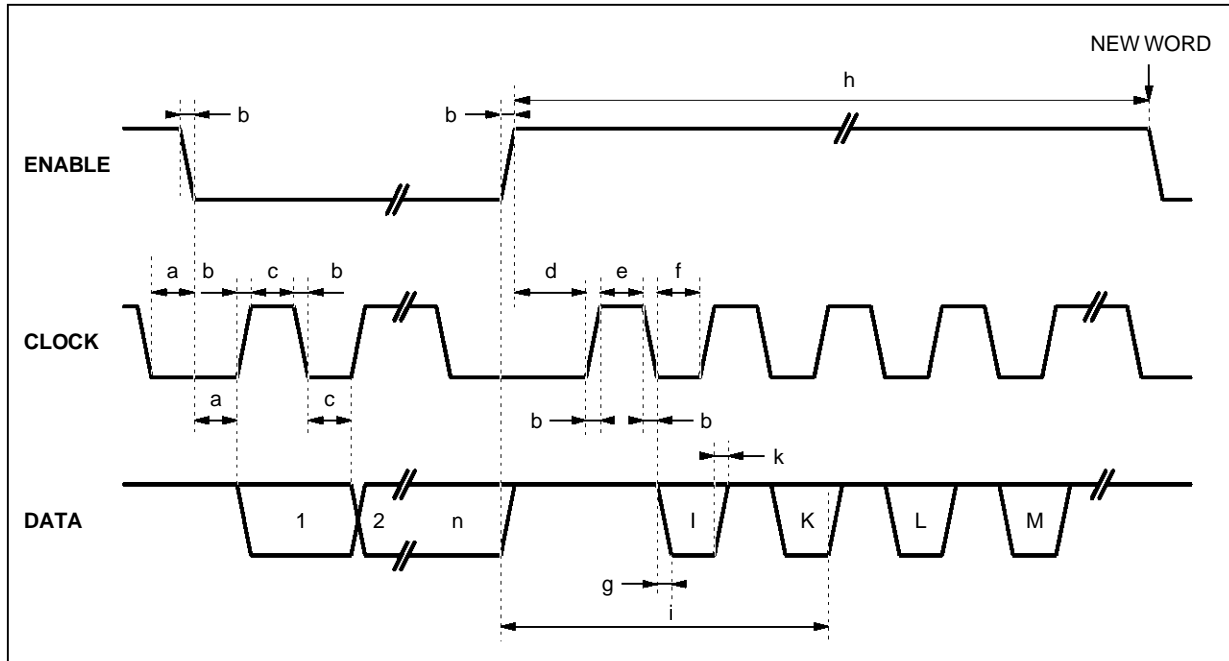 NEW WORD
h
b b
ENABLE
a b c b d e f
CLOCK
a c b b
k
DATA 1 2 n I K L M
g
i